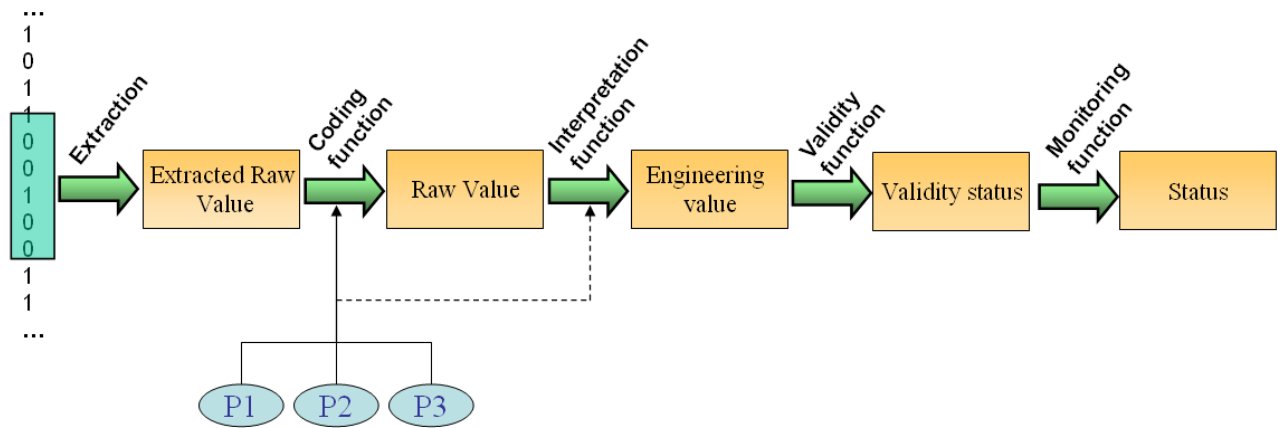 ...
1
0
1
1
0
0
1
0
0
1
1
...
Extraction
Extracted Raw
Value
Coding
function
Raw Value
Interpretation
function
Engineering
value
Validity
function
Validity status
Monitoring
function
Status
P1
P2
P3